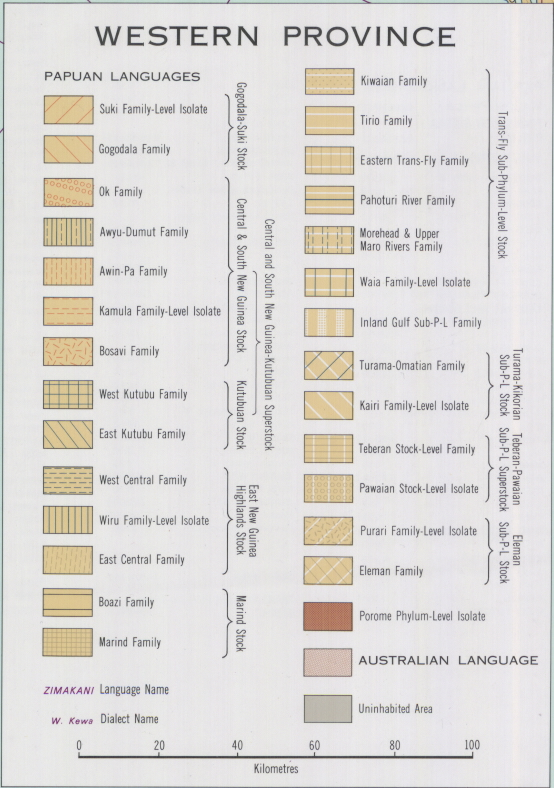 WESTERN PROVINCE
PAPUAN LANGUAGES
Suki Family-Level Isolate
Gogodala Family
Gogodala-Suki Stock
Ok Family
Awyu-Dumut Family
Awin-Pa Family
Kamula Family-Level Isolate
Bosavi Family
Central & South New Guinea Stock
West Kutubu Family
East Kutubu Family
Kutubuan Stock
Central and South New Guinea-Kutubuan Superstock
West Central Family
Wiru Family-Level Isolate
East Central Family
East New Guinea
Highlands Stock
Boazi Family
Marind Family
Marind Stock
ZIMAKANI Language Name
W. Kewa Dialect Name
Kiwaian Family
Tirio Family
Eastern Trans-Fly Family
Pahoturi River Family
Morehead & Upper
Maro Rivers Family
Waia Family-Level Isolate
Trans-Fly Sub-Phylum-Level Stock
Inland Gulf Sub-P-L Family
Turama-Omatian Family
Kairi Family-Level Isolate
Turama-Kikorian
Sub-P-L Stock
Teberan Stock-Level Family
Pawaian Stock-Level Isolate
Teberan-Pawaian
Sub-P-L Superstock
Purari Family-Level Isolate
Eleman Family
Eleman
Sub-P-L Stock
Porome Phylum-Level Isolate
AUSTRALIAN LANGUAGE
Uninhabited Area
0 20 40 60 80 100
Kilometres